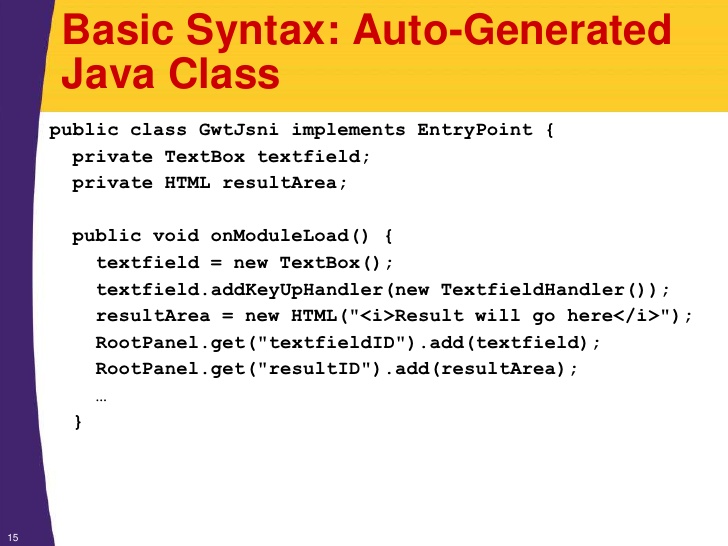 Basic Syntax: Auto-Generated
Java Class
public class GwtJsni implements EntryPoint {
  private TextBox textfield;
  private HTML resultArea;

  public void onModuleLoad() {
    textfield = new TextBox();
    textfield.addKeyUpHandler(new TextfieldHandler());
    resultArea = new HTML("<i>Result will go here</i>");
    RootPanel.get("textfieldID").add(textfield);
    RootPanel.get("resultID").add(resultArea);
    …
  }
15